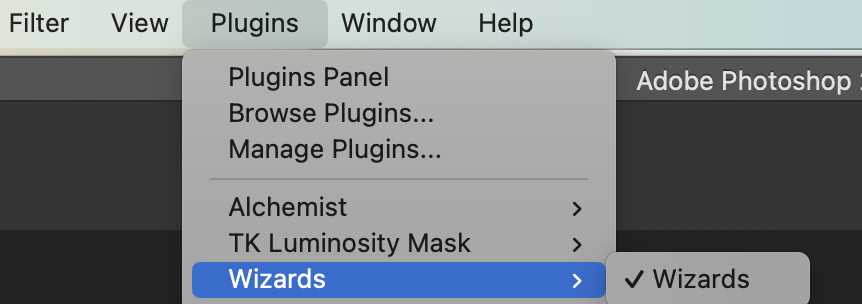 Filter View Plugins Window Help
Plugins Panel
Adobe Photoshop
Browse Plugins...
Manage Plugins...
Alchemist
TK Luminosity Mask
Wizards
✓ Wizards